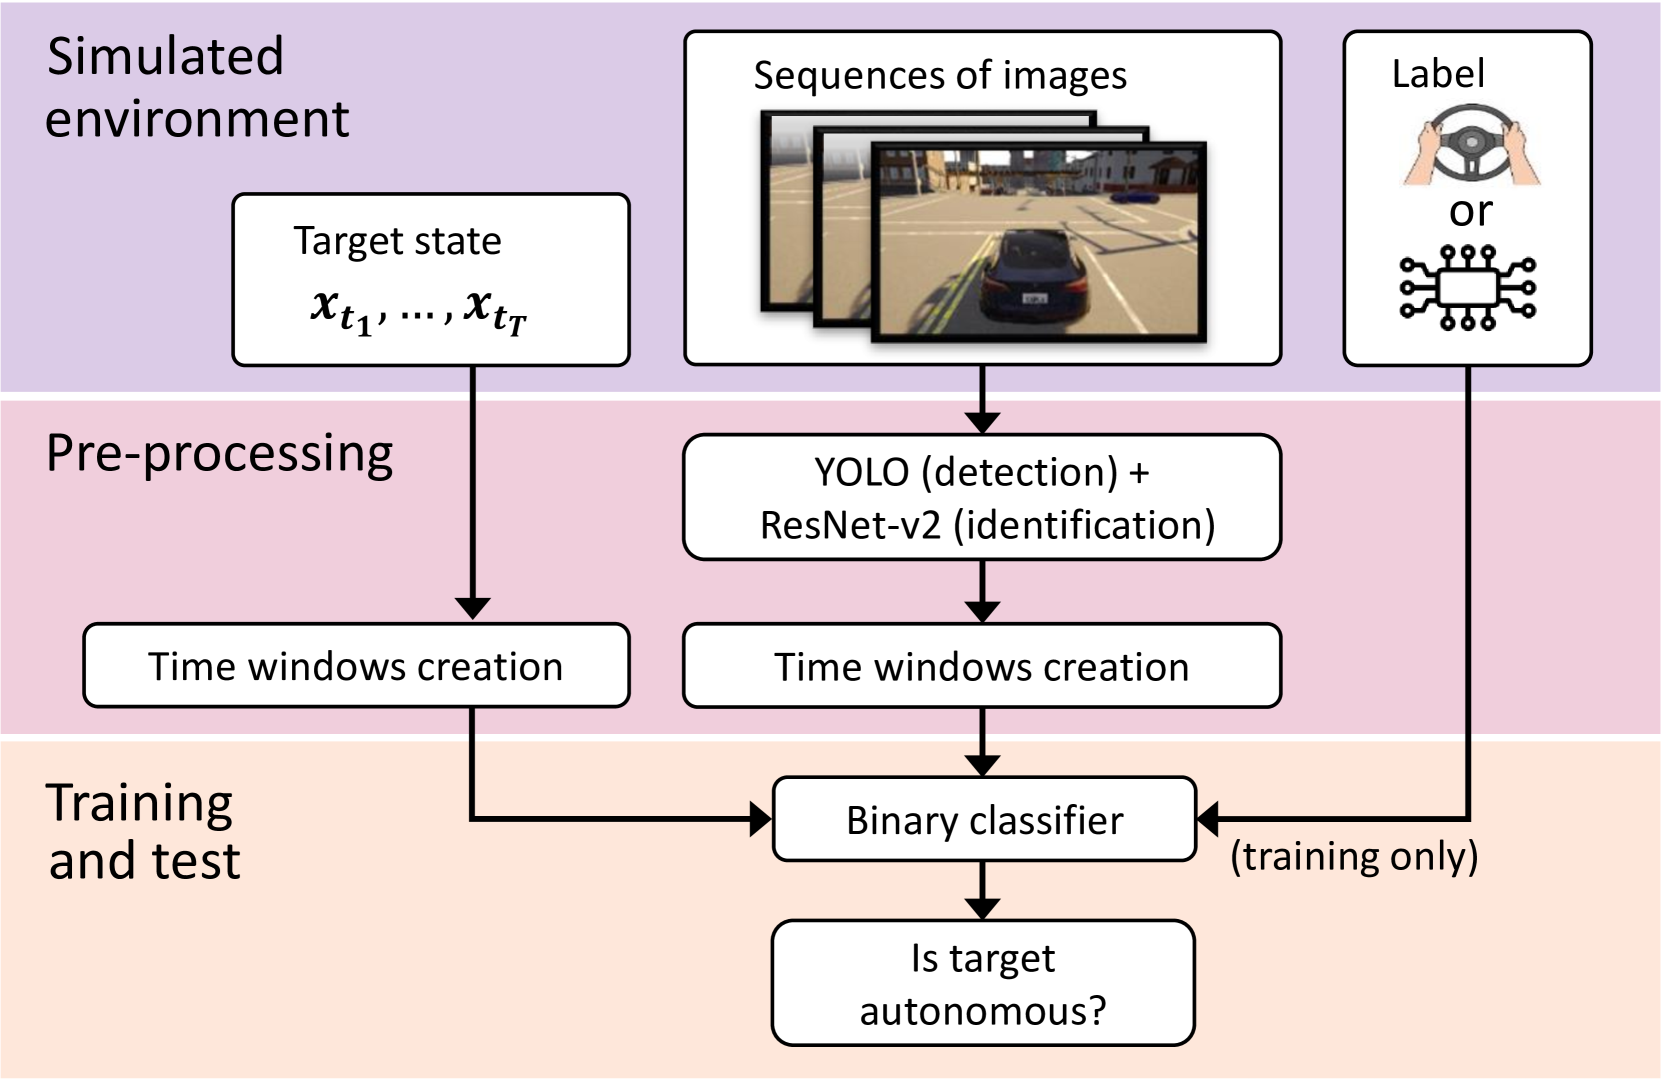 Simulated
environment
Sequences of images
Label
or
Target state
x_{t_1}, ..., x_{t_T}
Pre-processing
YOLO (detection) +
ResNet-v2 (identification)
Time windows creation
Time windows creation
Training
and test
Binary classifier
(training only)
Is target
autonomous?